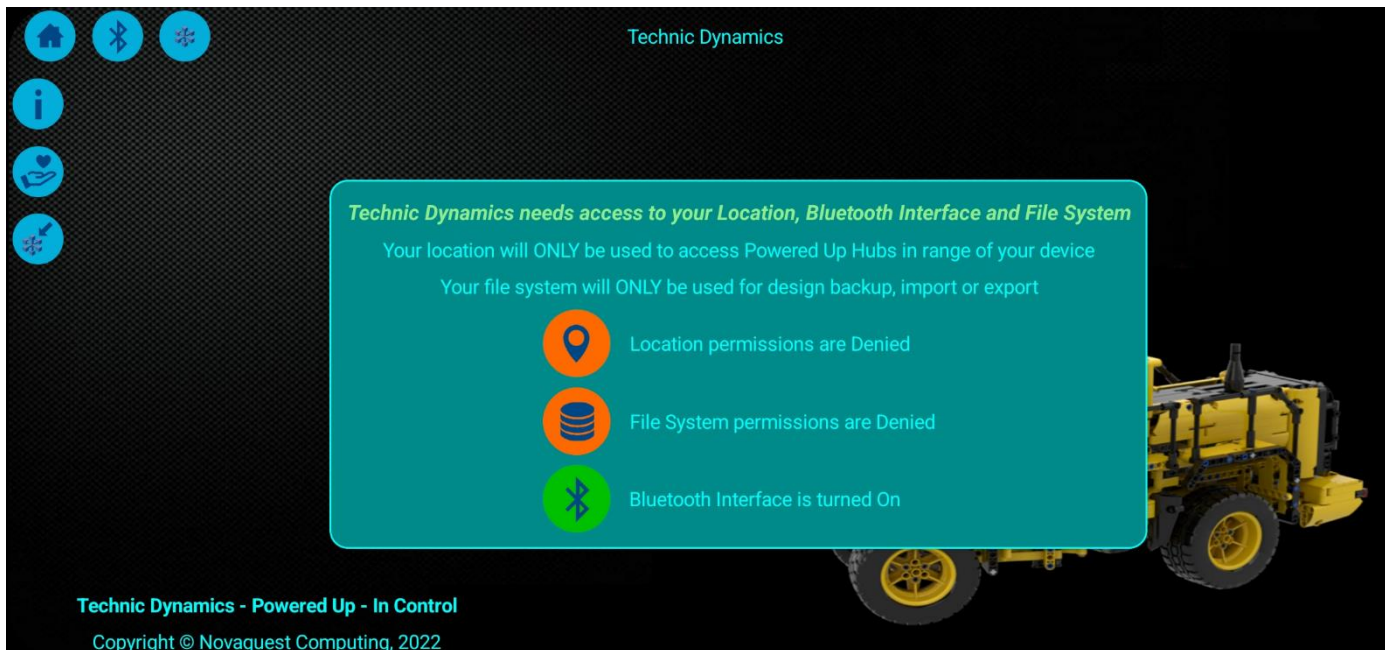 Technic Dynamics
Technic Dynamics needs access to your Location, Bluetooth Interface and File System
Your location will ONLY be used to access Powered Up Hubs in range of your device
Your file system will ONLY be used for design backup, import or export
Location permissions are Denied
File System permissions are Denied
Bluetooth Interface is turned On
Technic Dynamics - Powered Up - In Control
Copyright © Novaquest Computing, 2022